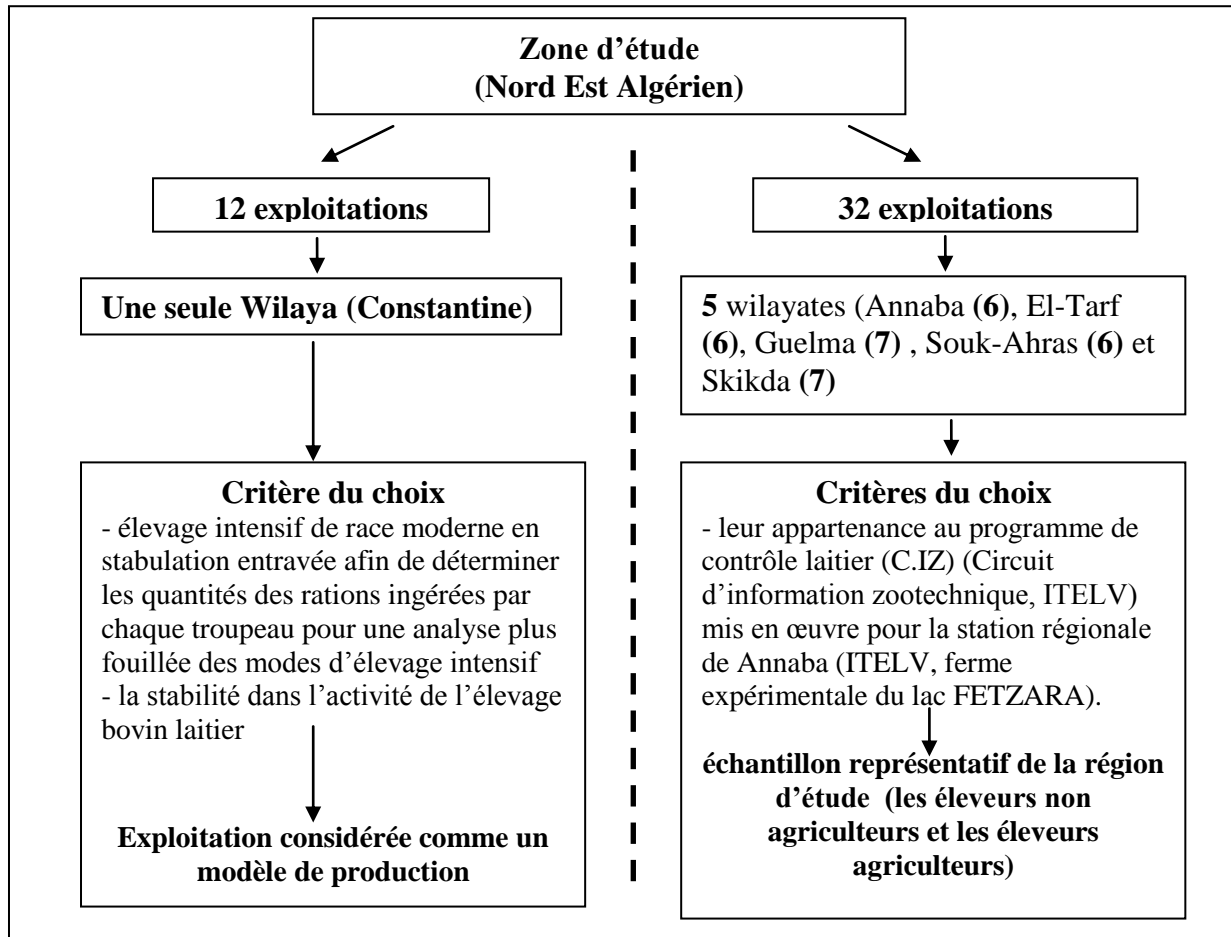 Zone d'étude
(Nord Est Algérien)
12 exploitations
Une seule Wilaya (Constantine)
Critère du choix
- élevage intensif de race moderne en
stabulation entravée afin de déterminer
les quantités des rations ingérées par
chaque troupeau pour une analyse plus
fouillée des modes d'élevage intensif
- la stabilité dans l'activité de l'élevage
bovin laitier
Exploitation considérée comme un
modèle de production
32 exploitations
5 wilayates (Annaba (6), El-Tarf
(6), Guelma (7) , Souk-Ahras (6) et
Skikda (7)
Critères du choix
- leur appartenance au programme de
contrôle laitier (C.IZ) (Circuit
d'information zootechnique, ITELV)
mis en œuvre pour la station régionale
de Annaba (ITELV, ferme
expérimentale du lac FETZARA).
échantillon représentatif de la région
d'étude (les éleveurs non
agriculteurs et les éleveurs
agriculteurs)